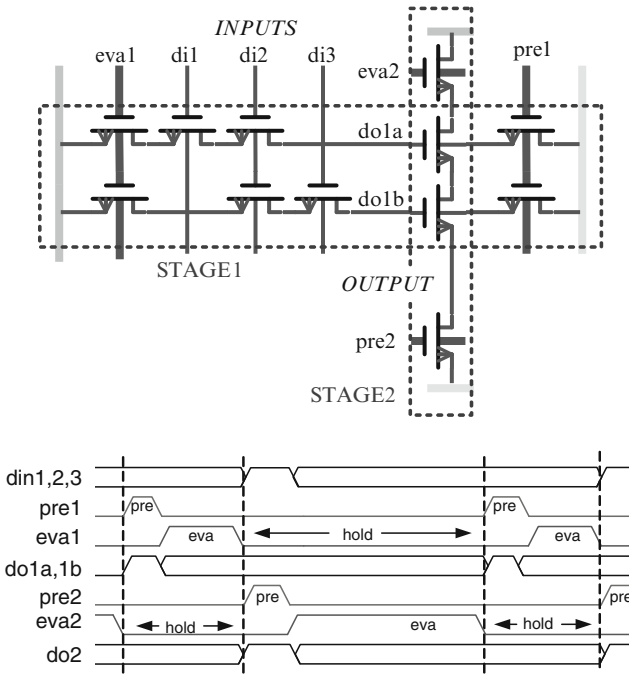 INPUTS
eva1 di1 di2 di3
eva2
pre1
do1a
do1b
STAGE1
OUTPUT
pre2
STAGE2
din1,2,3
pre1 pre pre
eva1 eva hold eva
do1a,1b
pre2 pre pre
eva2 hold eva hold
do2